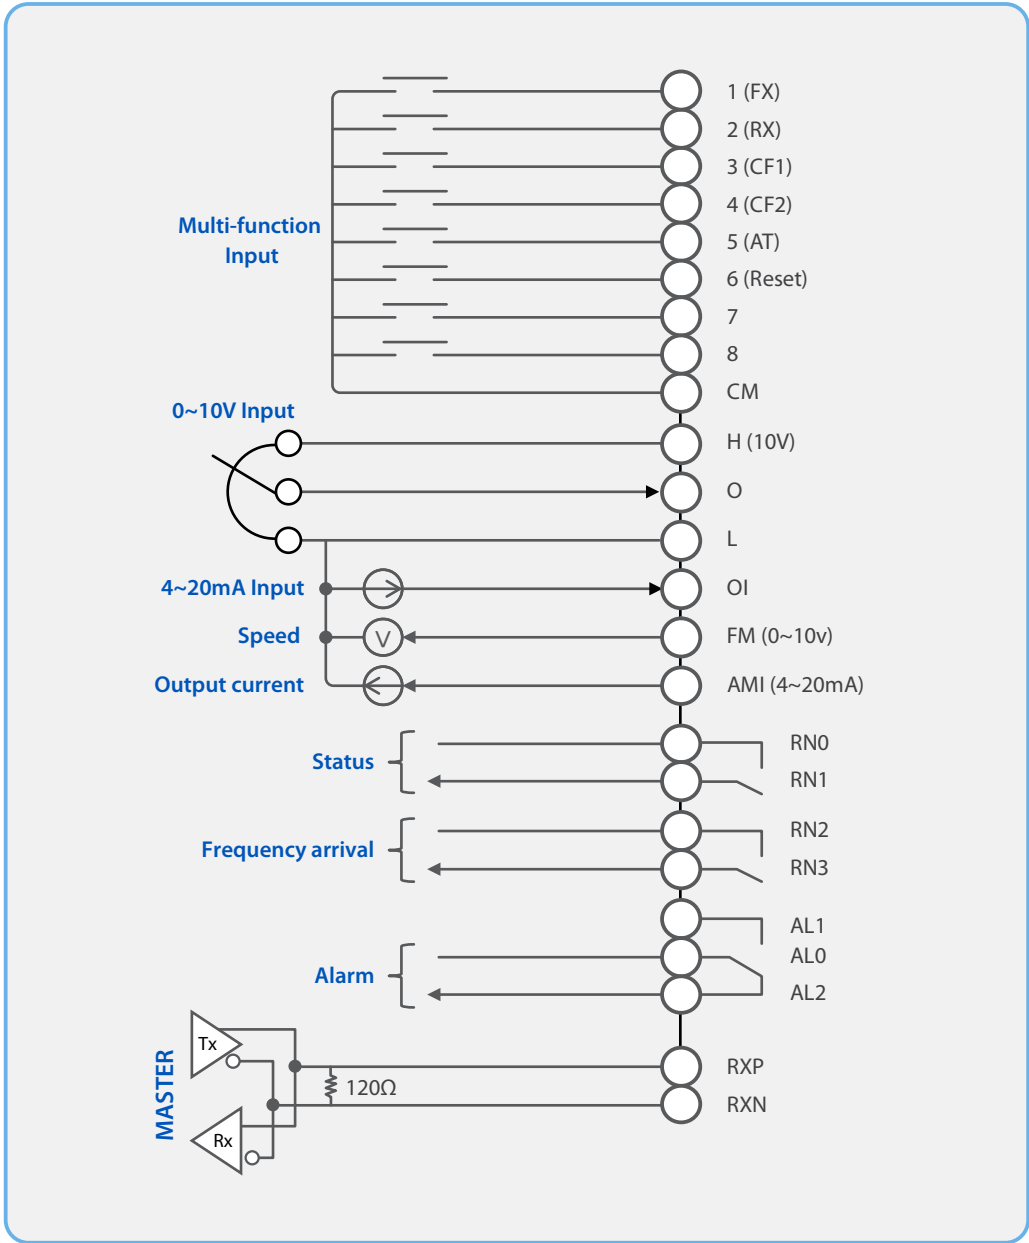 1 (FX)
2 (RX)
3 (CF1)
4 (CF2)
Multi-function
Input
5 (AT)
6 (Reset)
7
8
CM
0~10V Input
H (10V)
O
L
4~20mA Input
OI
Speed
V
FM (0~10v)
Output current
AMI (4~20mA)
Status
RN0
RN1
Frequency arrival
RN2
RN3
Alarm
AL1
AL0
AL2
MASTER
Tx
Rx
120Ω
RXP
RXN